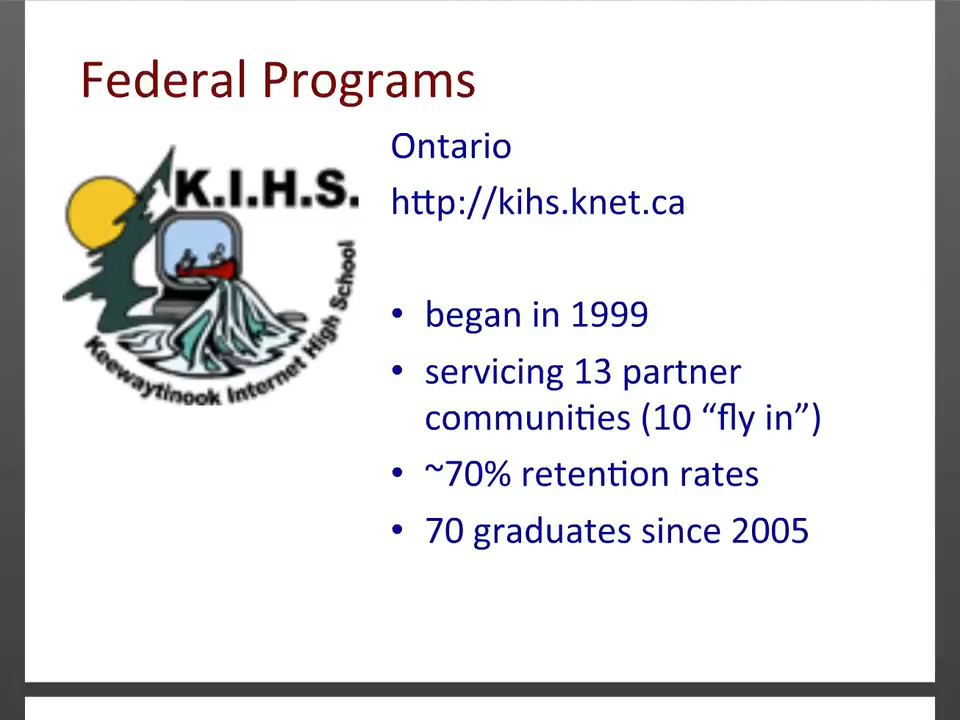 Federal Programs
K.I.H.S.
Keewaytinook Internet High School
Ontario
http://kihs.knet.ca
• began in 1999
• servicing 13 partner
communities (10 “fly in”)
• ~70% retention rates
• 70 graduates since 2005